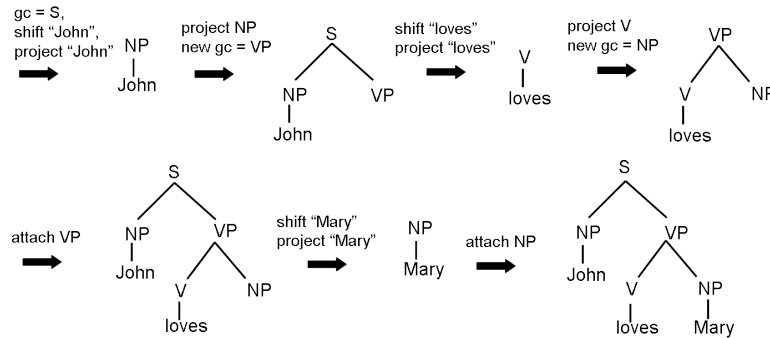 gc = S,
shift “John”,
project “John”
NP
John
project NP
new gc = VP
S
NP VP
John
shift “loves”
project “loves”
V
loves
project V
new gc = NP
VP
V NP
loves
attach VP
S
NP VP
John
V NP
loves
shift “Mary”
project “Mary”
NP
Mary
attach NP
S
NP VP
John
V NP
loves Mary